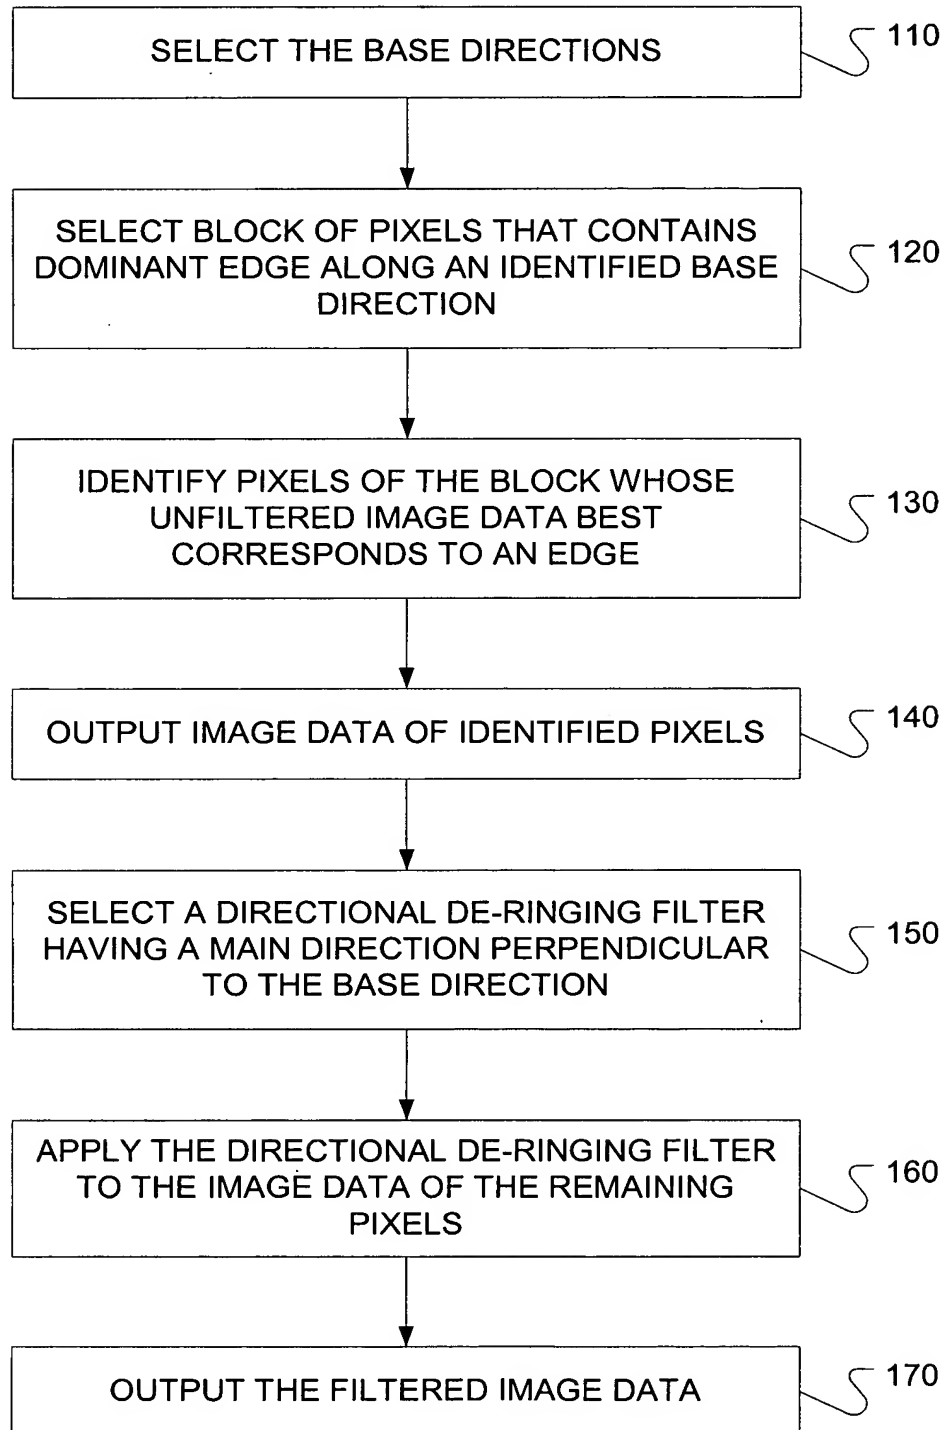 SELECT THE BASE DIRECTIONS
110
SELECT BLOCK OF PIXELS THAT CONTAINS
DOMINANT EDGE ALONG AN IDENTIFIED BASE
DIRECTION
120
IDENTIFY PIXELS OF THE BLOCK WHOSE
UNFILTERED IMAGE DATA BEST
CORRESPONDS TO AN EDGE
130
OUTPUT IMAGE DATA OF IDENTIFIED PIXELS
140
SELECT A DIRECTIONAL DE-RINGING FILTER
HAVING A MAIN DIRECTION PERPENDICULAR
TO THE BASE DIRECTION
150
APPLY THE DIRECTIONAL DE-RINGING FILTER
TO THE IMAGE DATA OF THE REMAINING
PIXELS
160
OUTPUT THE FILTERED IMAGE DATA
170